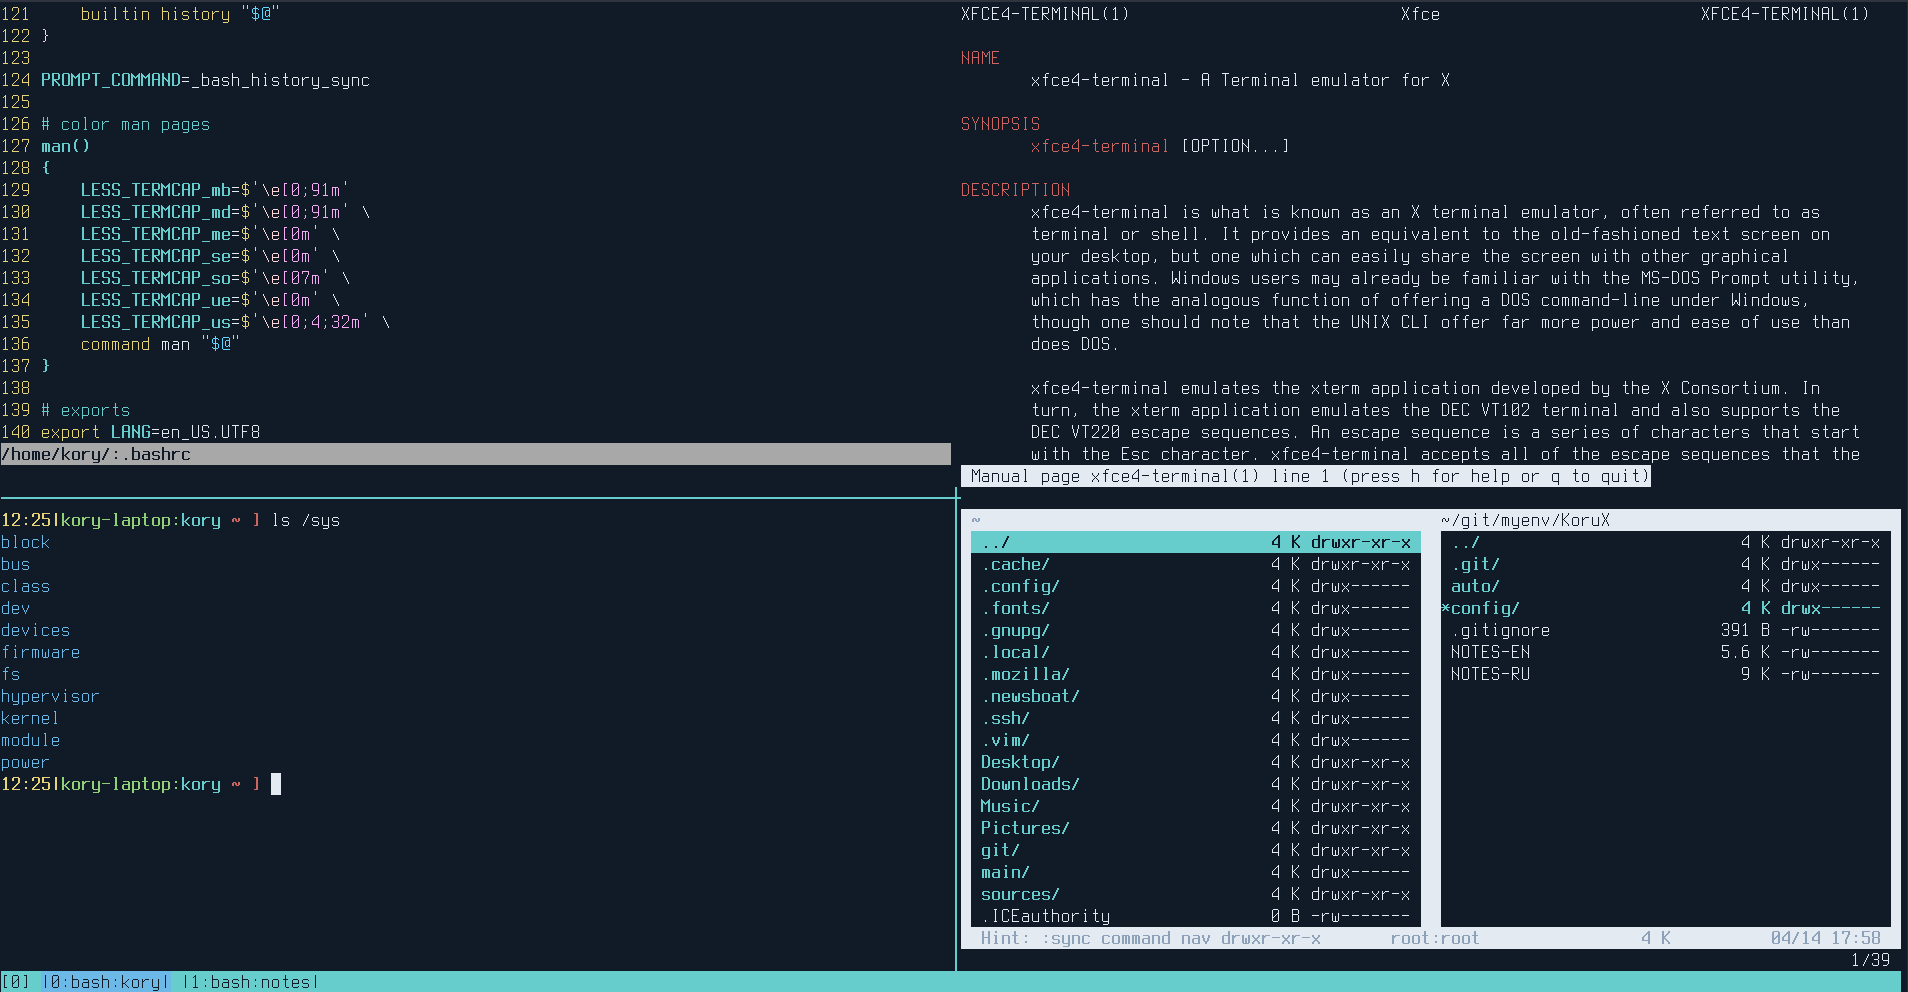 121     builtin history "$@"
122 }
123
124 PROMPT_COMMAND=_bash_history_sync
125
126 # color man pages
127 man()
128 {
129     LESS_TERMCAP_mb=$'\e[0;91m'
130     LESS_TERMCAP_md=$'\e[0;91m' \
131     LESS_TERMCAP_me=$'\e[0m' \
132     LESS_TERMCAP_se=$'\e[0m' \
133     LESS_TERMCAP_so=$'\e[07m' \
134     LESS_TERMCAP_ue=$'\e[0m' \
135     LESS_TERMCAP_us=$'\e[0;4;32m' \
136     command man "$@"
137 }
138
139 # exports
140 export LANG=en_US.UTF8
/home/kory/:.bashrc
XFCE4-TERMINAL(1) Xfce XFCE4-TERMINAL(1)
NAME
xfce4-terminal - A Terminal emulator for X
SYNOPSIS
xfce4-terminal [OPTION...]
DESCRIPTION
xfce4-terminal is what is known as an X terminal emulator, often referred to as
terminal or shell. It provides an equivalent to the old-fashioned text screen on
your desktop, but one which can easily share the screen with other graphical
applications. Windows users may already be familiar with the MS-DOS Prompt utility,
which has the analogous function of offering a DOS command-line under Windows,
though one should note that the UNIX CLI offer far more power and ease of use than
does DOS.
xfce4-terminal emulates the xterm application developed by the X Consortium. In
turn, the xterm application emulates the DEC VT102 terminal and also supports the
DEC VT220 escape sequences. An escape sequence is a series of characters that start
with the Esc character. xfce4-terminal accepts all of the escape sequences that the
Manual page xfce4-terminal(1) line 1 (press h for help or q to quit)
12:25|kory-laptop:kory ~ ] ls /sys
block
bus
class
dev
devices
firmware
fs
hypervisor
kernel
module
power
12:25|kory-laptop:kory ~ ]
~
../ 4 K drwxr-xr-x
.cache/ 4 K drwxr-xr-x
.config/ 4 K drwx------
.fonts/ 4 K drwx------
.gnupg/ 4 K drwx------
.local/ 4 K drwx------
.mozilla/ 4 K drwx------
.newsboat/ 4 K drwx------
.ssh/ 4 K drwx------
.vim/ 4 K drwx------
Desktop/ 4 K drwxr-xr-x
Downloads/ 4 K drwxr-xr-x
Music/ 4 K drwxr-xr-x
Pictures/ 4 K drwxr-xr-x
git/ 4 K drwxr-xr-x
main/ 4 K drwx------
sources/ 4 K drwxr-xr-x
.ICEauthority 0 B -rw-------
~/git/myenv/KoruX
../ 4 K drwxr-xr-x
.git/ 4 K drwx------
auto/ 4 K drwx------
*config/ 4 K drwx------
.gitignore 391 B -rw-------
NOTES-EN 5.6 K -rw-------
NOTES-RU 9 K -rw-------
Hint: :sync command nav drwxr-xr-x root:root 4 K 04/14 17:58
1/39
[0] |0:bash:kory| |1:bash:notes|